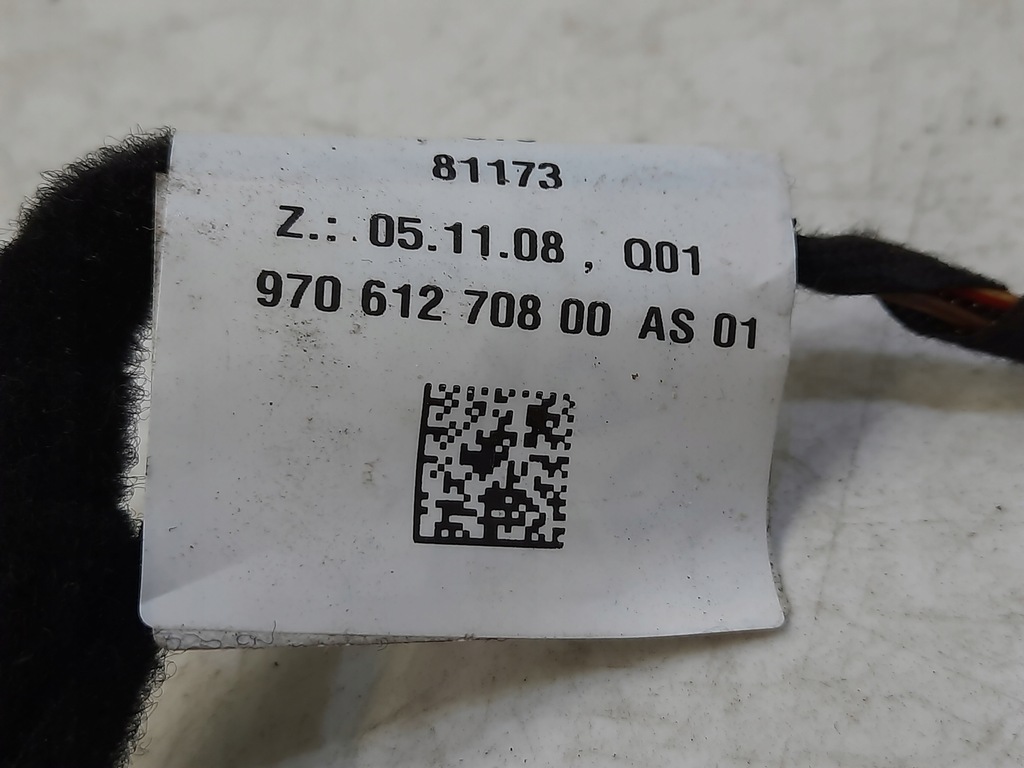 81173
Z.: 05.11.08 , Q01
970 612 708 00 AS 01